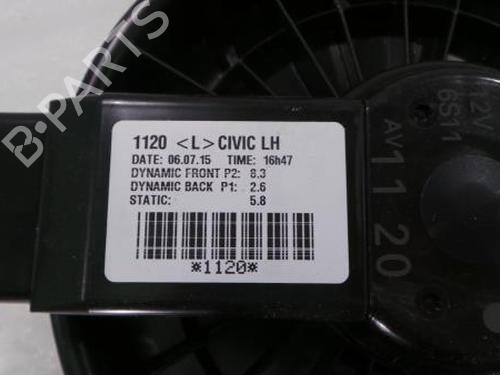 B-PARTS
1120 <L> CIVIC LH
DATE: 06.07.15 TIME: 16h47
DYNAMIC FRONT P2: 8.3
DYNAMIC BACK P1: 2.6
STATIC: 5.8
*1120*
12V
6S11
AV11 20